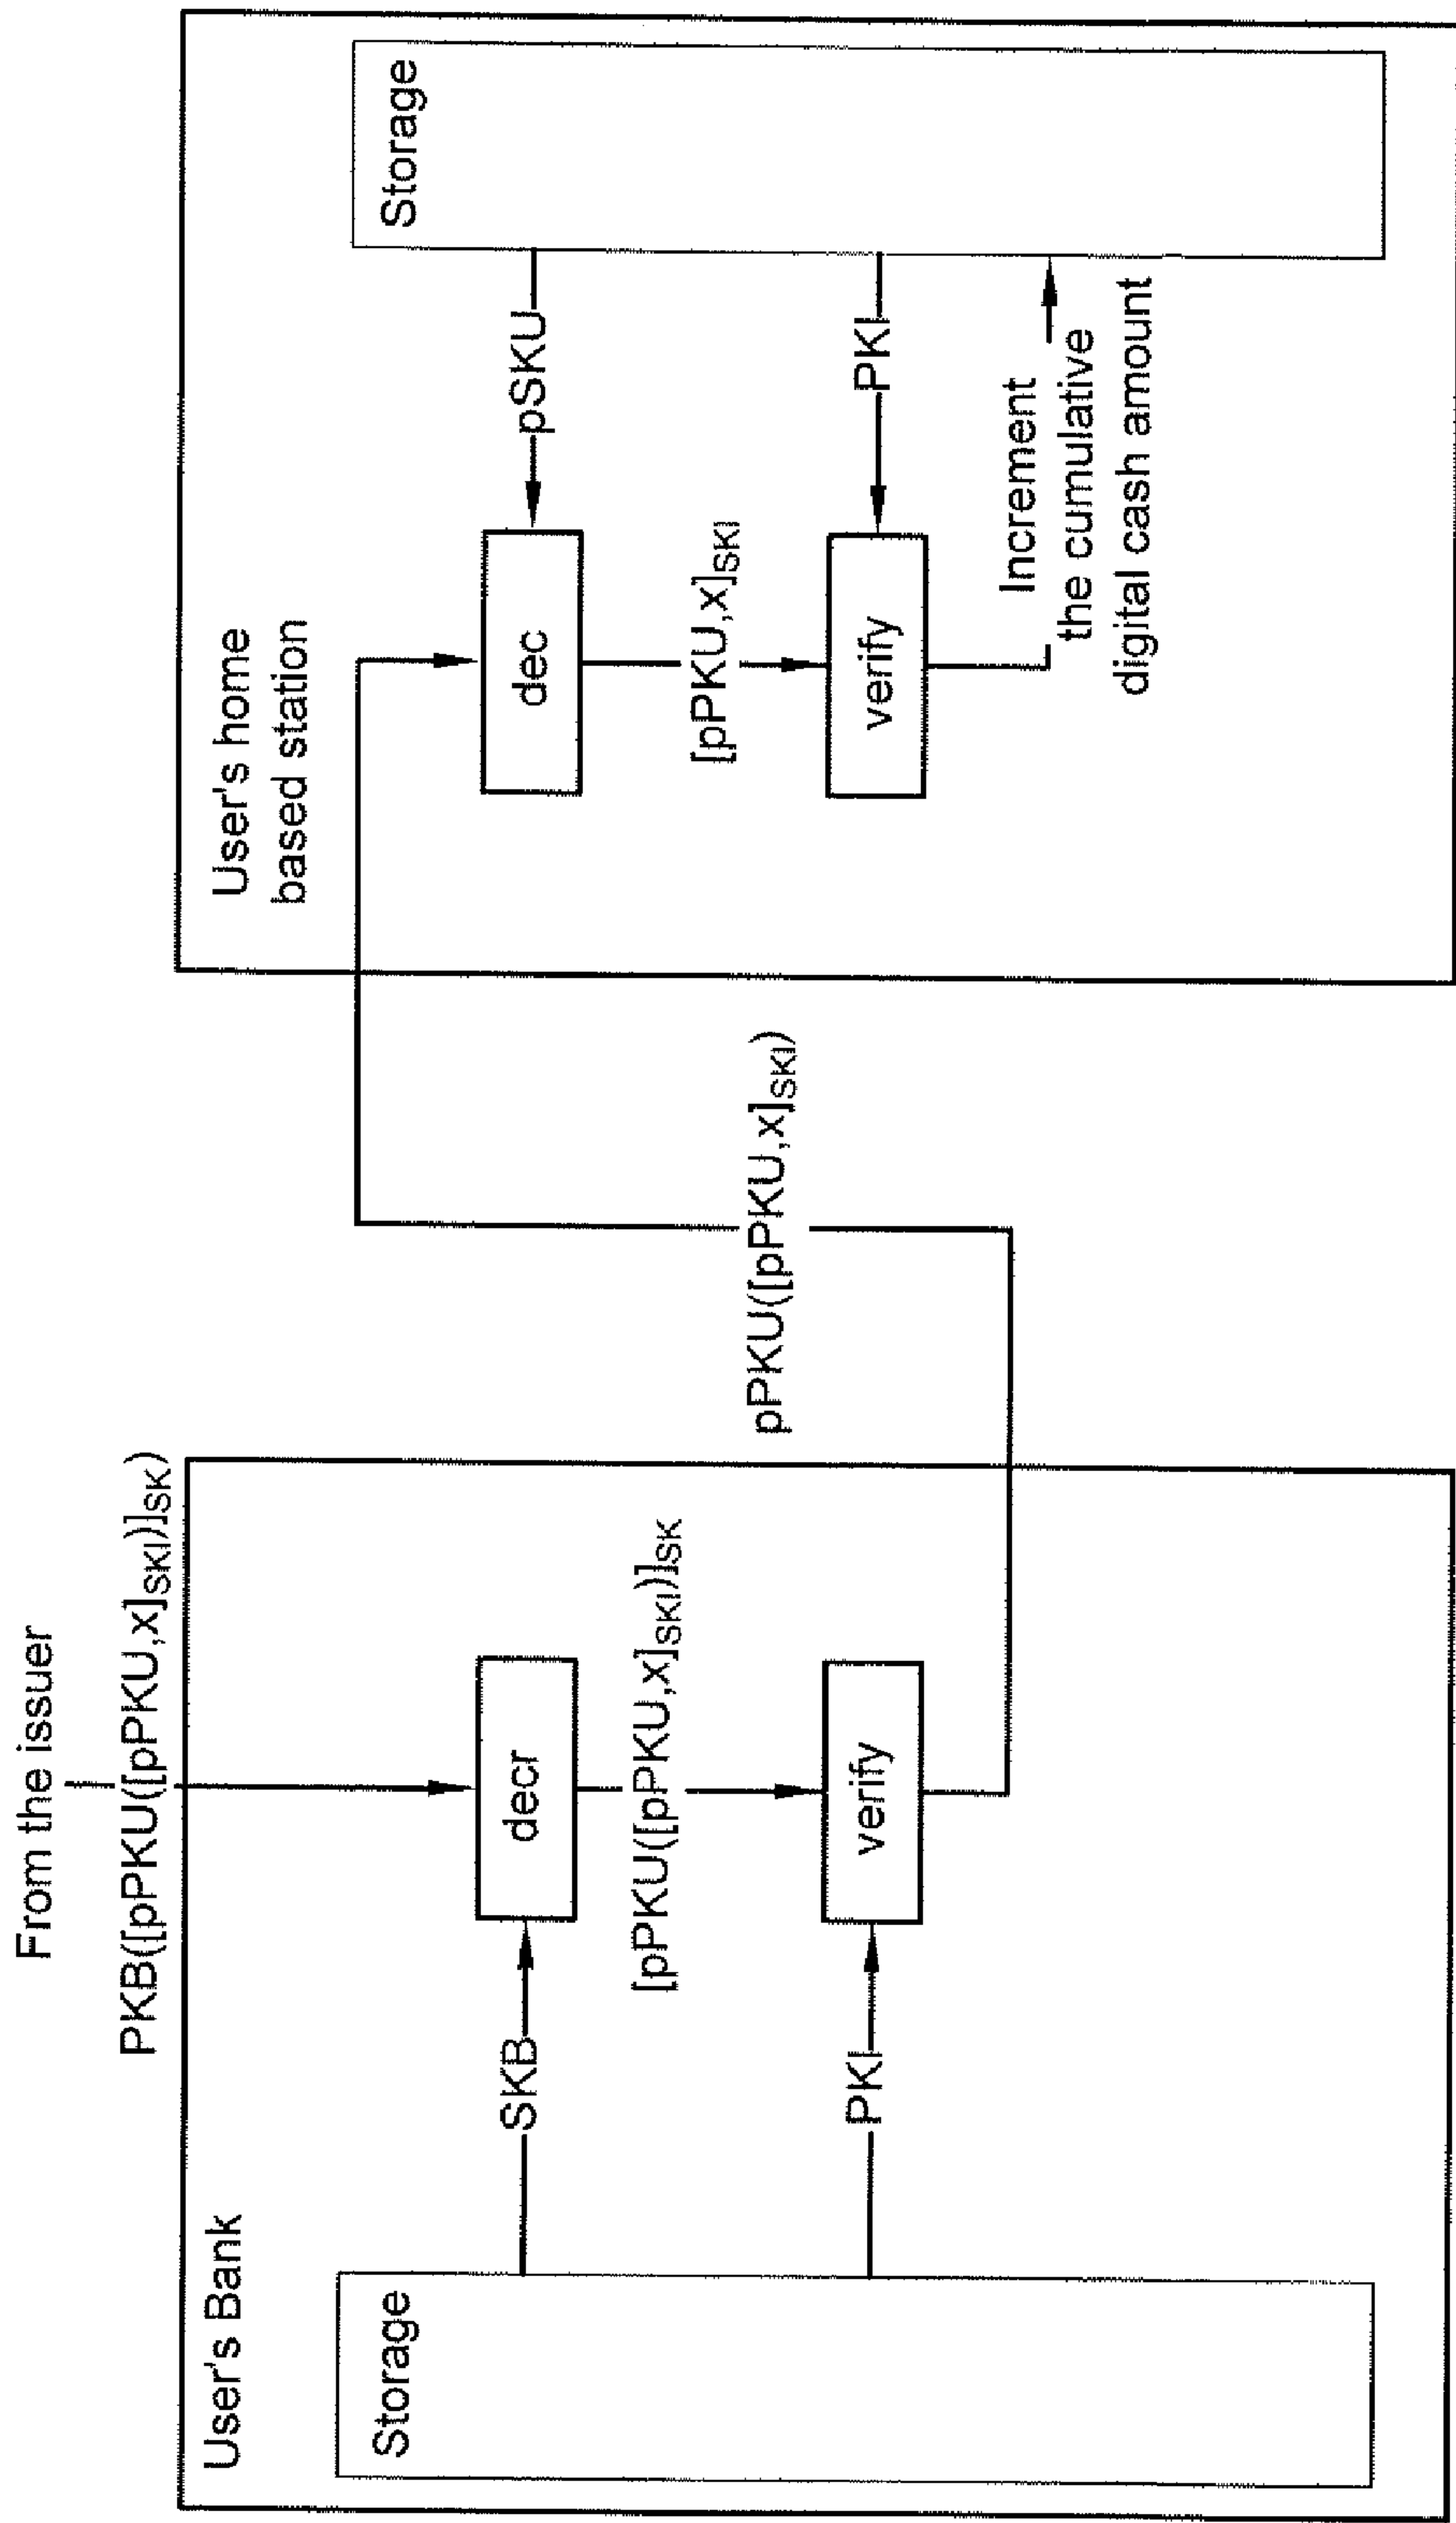 From the issuer
PKB([pPKU([pPKU,x]SKI)]SK)
User's Bank
Storage
SKB
decr
[pPKU([pPKU,x]SKI)]SK
PKI
verify
pPKU([pPKU,x]SKI)
User's home
based station
Storage
dec
pSKU
[pPKU,x]SKI
verify
PKI
Increment
the cumulative
digital cash amount